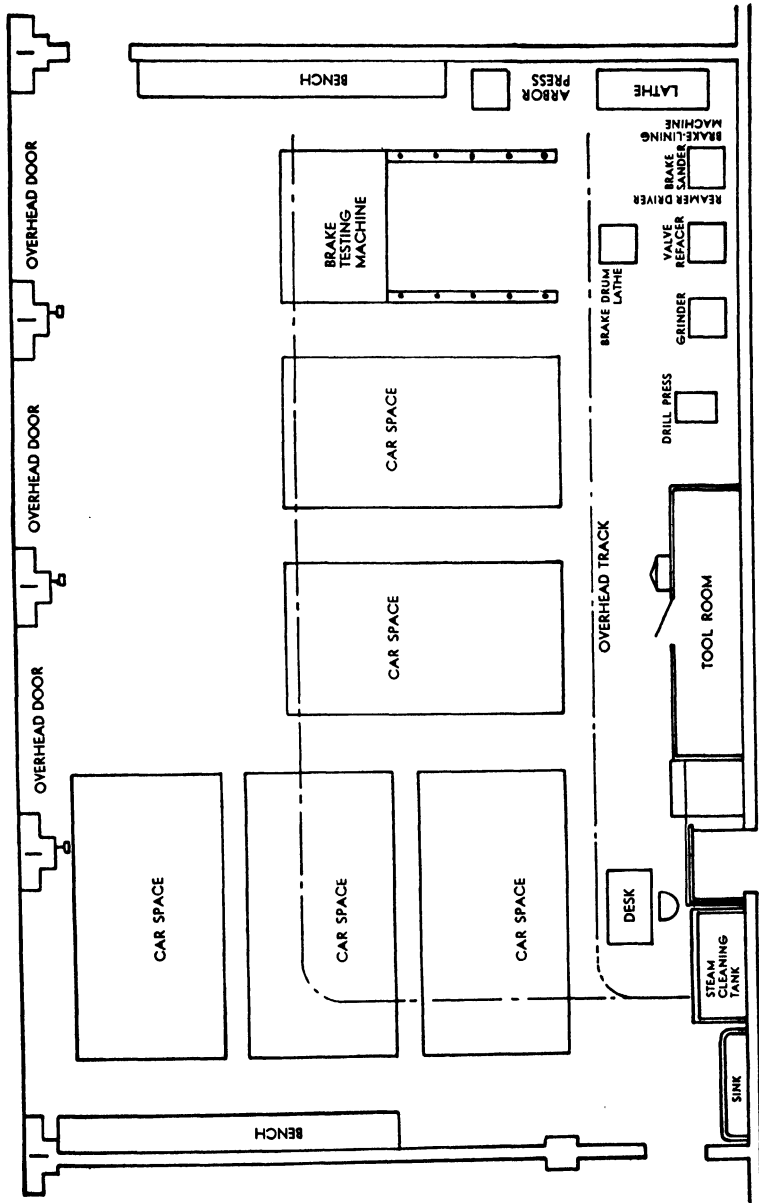 OVERHEAD DOOR
OVERHEAD DOOR
OVERHEAD DOOR
BENCH
ARBOR
PRESS
LATHE
BRAKE-LINING
MACHINE
BRAKE
SANDER
REAMER DRIVER
VALVE
REFACER
GRINDER
DRILL PRESS
BRAKE DRUM
LATHE
BRAKE
TESTING
MACHINE
CAR SPACE
CAR SPACE
OVERHEAD TRACK
TOOL ROOM
CAR SPACE
CAR SPACE
CAR SPACE
DESK
STEAM
CLEANING
TANK
SINK
BENCH